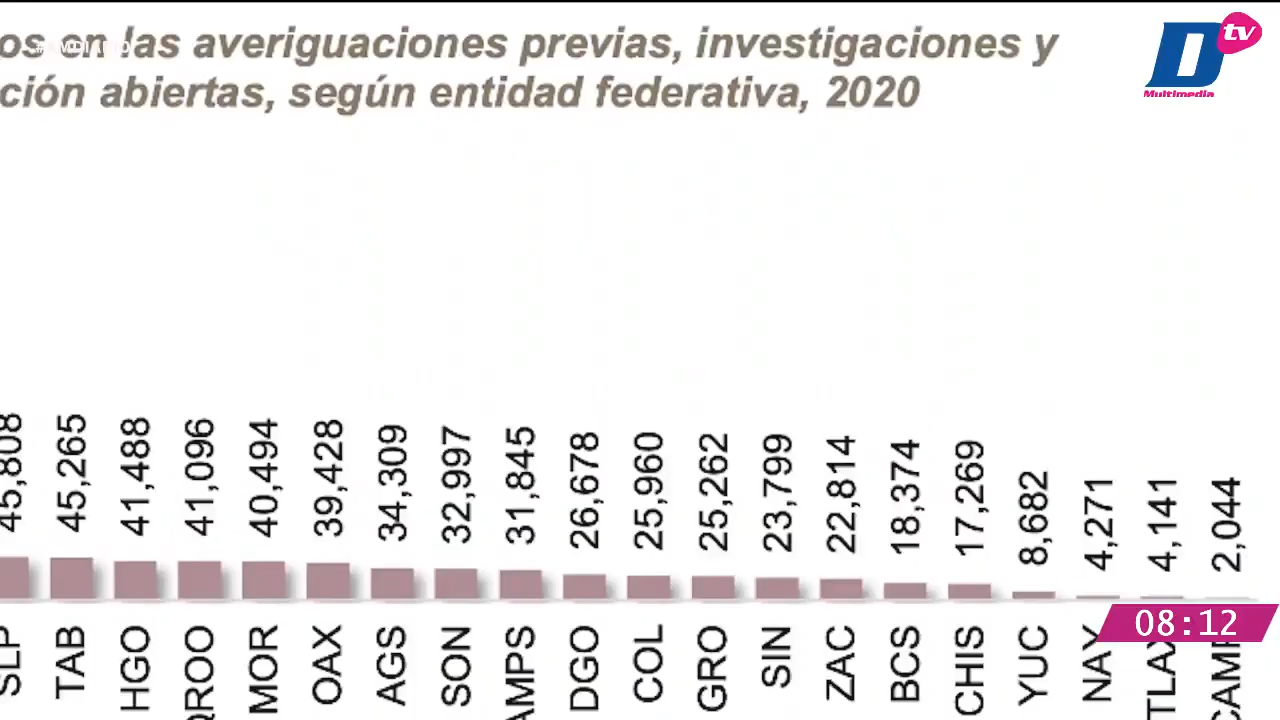 os en las averiguaciones previas, investigaciones y
ción abiertas, según entidad federativa, 2020
D tv
Multimedia
45,808
45,265
41,488
41,096
40,494
39,428
34,309
32,997
31,845
26,678
25,960
25,262
23,799
22,814
18,374
17,269
8,682
4,271
4,141
2,044
SLP
TAB
HGO
QROO
MOR
OAX
AGS
SON
AMPS
DGO
COL
GRO
SIN
ZAC
BCS
CHIS
YUC
NAY
TLAX
CAMP
08:12